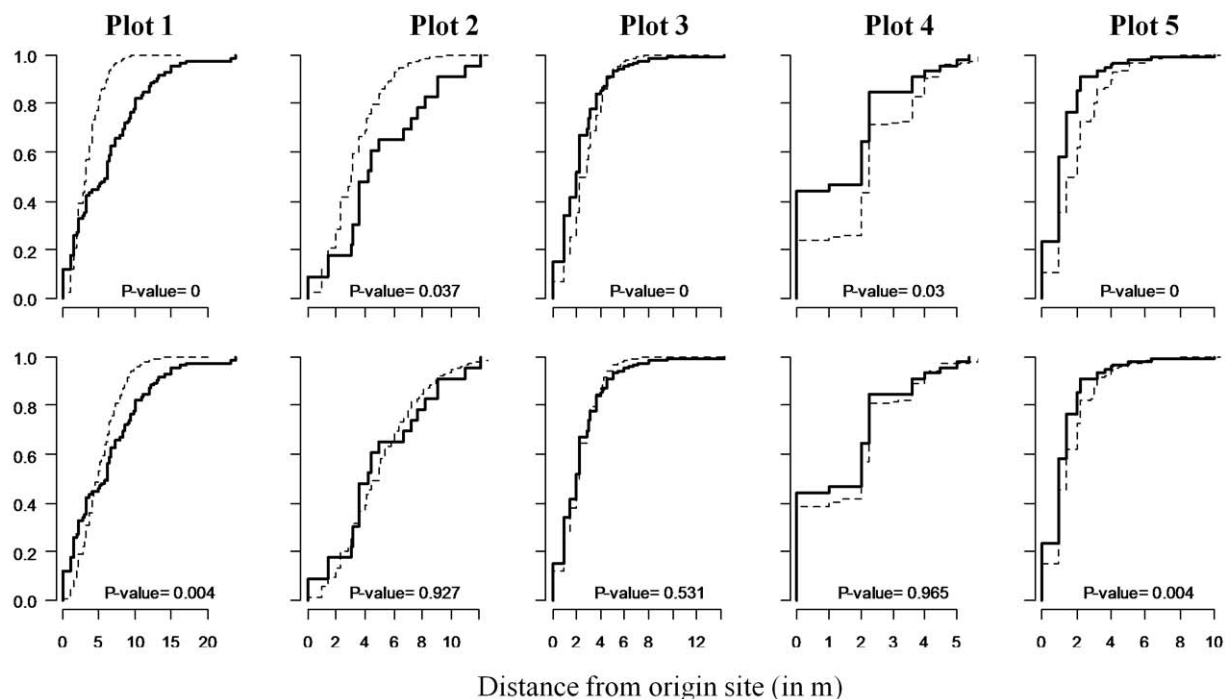 Plot 1 Plot 2 Plot 3 Plot 4 Plot 5
1.0
0.8
0.6
0.4
0.2
0.0
P-value= 0 P-value= 0.037 P-value= 0 P-value= 0.03 P-value= 0
1.0
0.8
0.6
0.4
0.2
0.0
P-value= 0.004 P-value= 0.927 P-value= 0.531 P-value= 0.965 P-value= 0.004
0 5 10 15 20 0 2 4 6 8 10 0 2 4 6 8 12 0 1 2 3 4 5 0 2 4 6 8 10
Distance from origin site (in m)